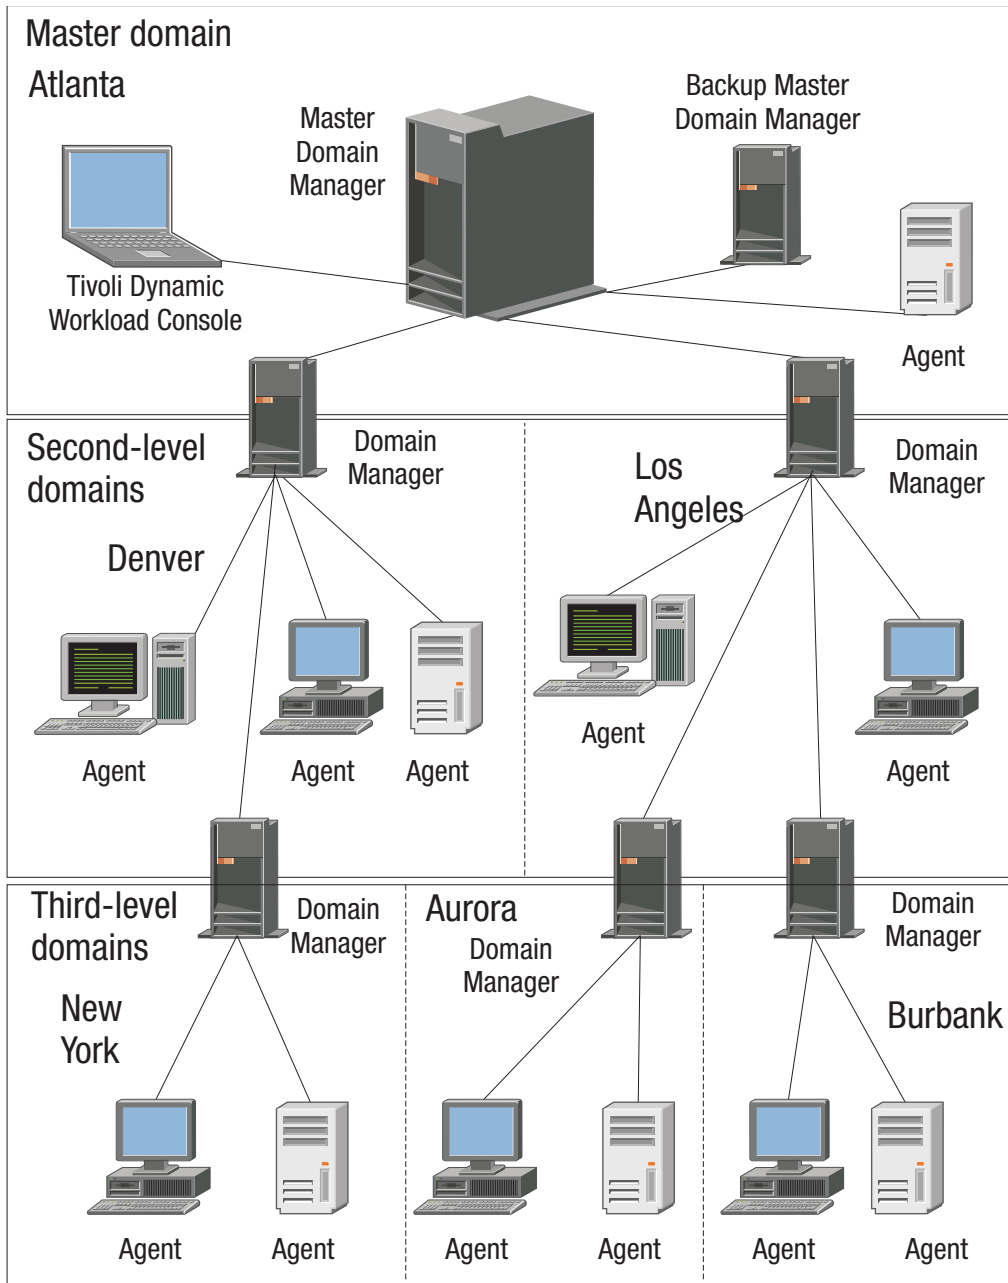 Master domain
Atlanta
Master
Domain
Manager
Backup Master
Domain Manager
Tivoli Dynamic
Workload Console
Agent
Second-level
domains
Domain
Manager
Los
Angeles
Domain
Manager
Denver
Agent
Agent
Agent
Agent
Agent
Third-level
domains
Domain
Manager
Aurora
Domain
Manager
Domain
Manager
New
York
Burbank
Agent
Agent
Agent
Agent
Agent
Agent